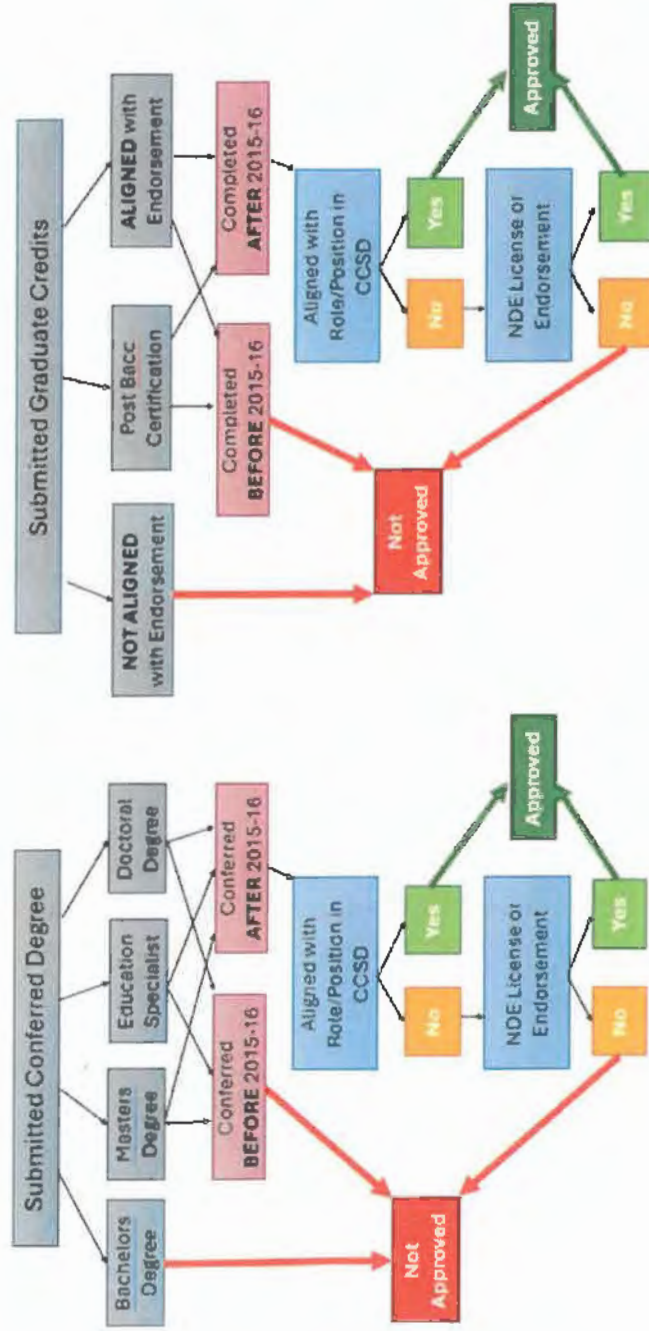 Submitted Conferred Degree
Bachelors
Degree
Masters
Degree
Education
Specialist
Doctoral
Degree
Conferred
BEFORE 2015-16
Conferred
AFTER 2015-16
Aligned with
Role/Position in
CCSD
No
Yes
NDE License or
Endorsement
No
Yes
Not
Approved
Approved
Submitted Graduate Credits
NOT ALIGNED
with Endorsement
Post Bacc
Certification
ALIGNED with
Endorsement
Completed
BEFORE 2015-16
Completed
AFTER 2015-16
Aligned with
Role/Position in
CCSD
No
Yes
NDE License or
Endorsement
No
Yes
Not
Approved
Approved